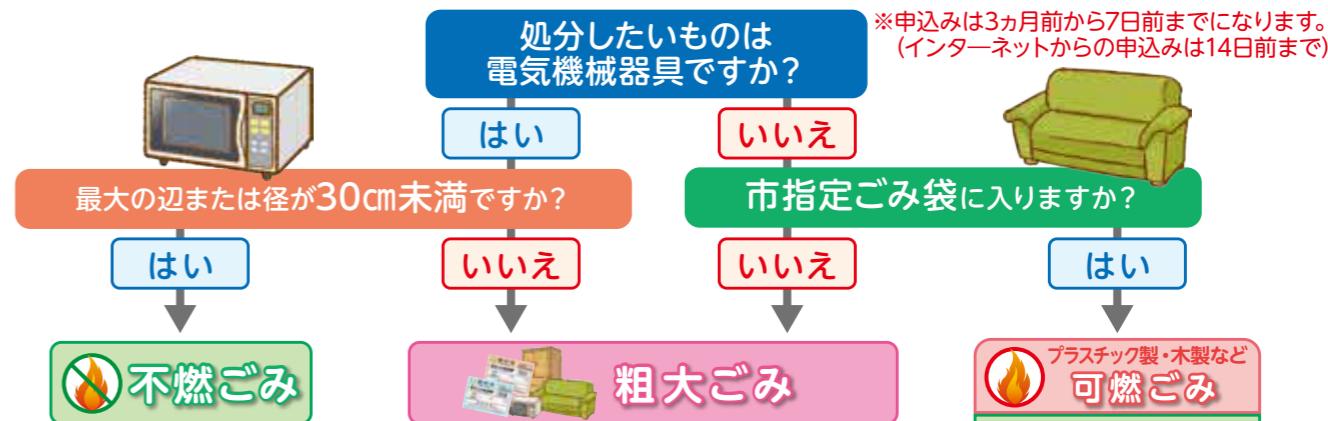 処分したいものは
電気機械器具ですか？
※申込みは3ヵ月前から7日前までになります。
(インターネットからの申込みは14日前まで)
はい
いいえ
最大の辺または径が30㎝未満ですか？
市指定ごみ袋に入りますか？
はい
いいえ
いいえ
はい
不燃ごみ
粗大ごみ
プラスチック製・木製など
可燃ごみ